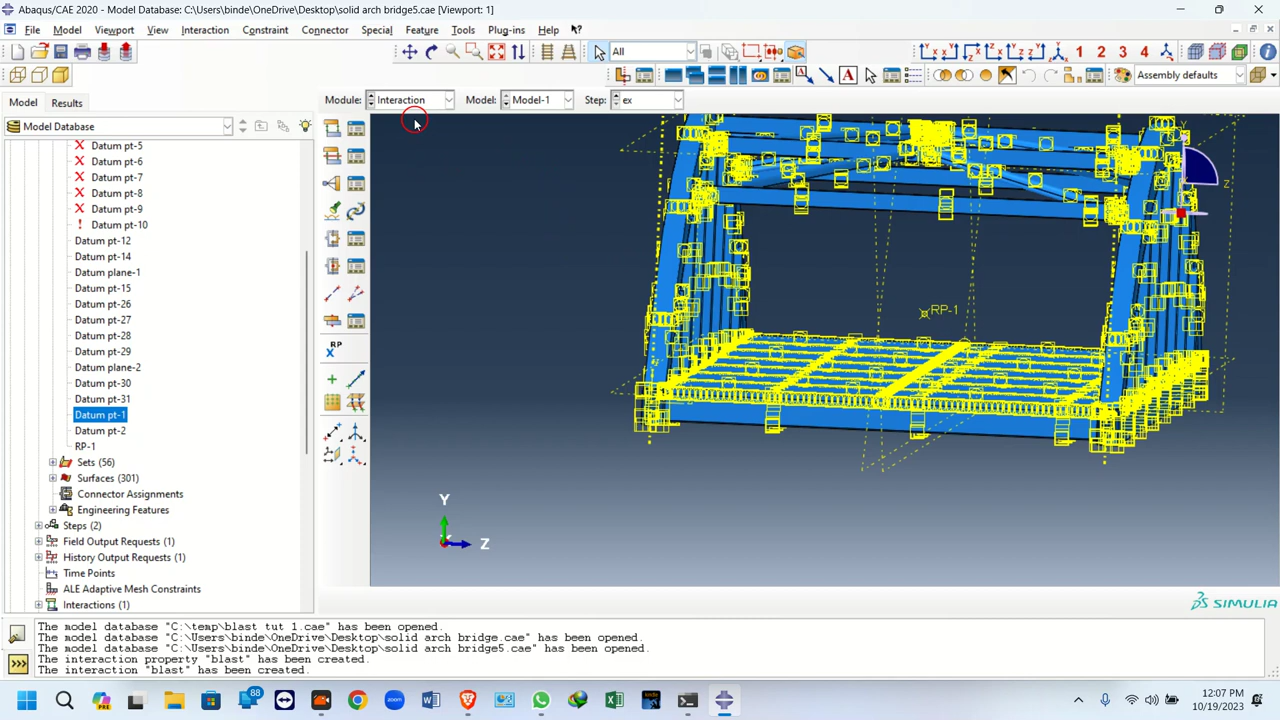 Abaqus/CAE 2020 - Model Database: C:\Users\binde\OneDrive\Desktop\solid arch bridge5.cae [Viewport: 1]
File Model Viewport View Interaction Constraint Connector Special Feature Tools Plug-ins Help
All
1 2 3 4
A
Assembly defaults
Model Results
Module: Interaction Model: Model-1 Step: ex
Model Database
Datum pt-5
Datum pt-6
Datum pt-7
Datum pt-8
Datum pt-9
Datum pt-10
Datum pt-12
Datum pt-14
Datum plane-1
Datum pt-15
Datum pt-26
Datum pt-27
Datum pt-28
Datum pt-29
Datum plane-2
Datum pt-30
Datum pt-31
Datum pt-1
Datum pt-2
RP-1
Sets (56)
Surfaces (301)
Connector Assignments
Engineering Features
Steps (2)
Field Output Requests (1)
History Output Requests (1)
Time Points
ALE Adaptive Mesh Constraints
Interactions (1)
RP
RP-1
Y
Z
Y
Z
SIMULIA
The model database "C:\temp\blast tut 1.cae" has been opened.
The model database "C:\Users\binde\OneDrive\Desktop\solid arch bridge.cae" has been opened.
The model database "C:\Users\binde\OneDrive\Desktop\solid arch bridge5.cae" has been opened.
The interaction property "blast" has been created.
The interaction "blast" has been created.
88
zoom
12:07 PM
10/19/2023